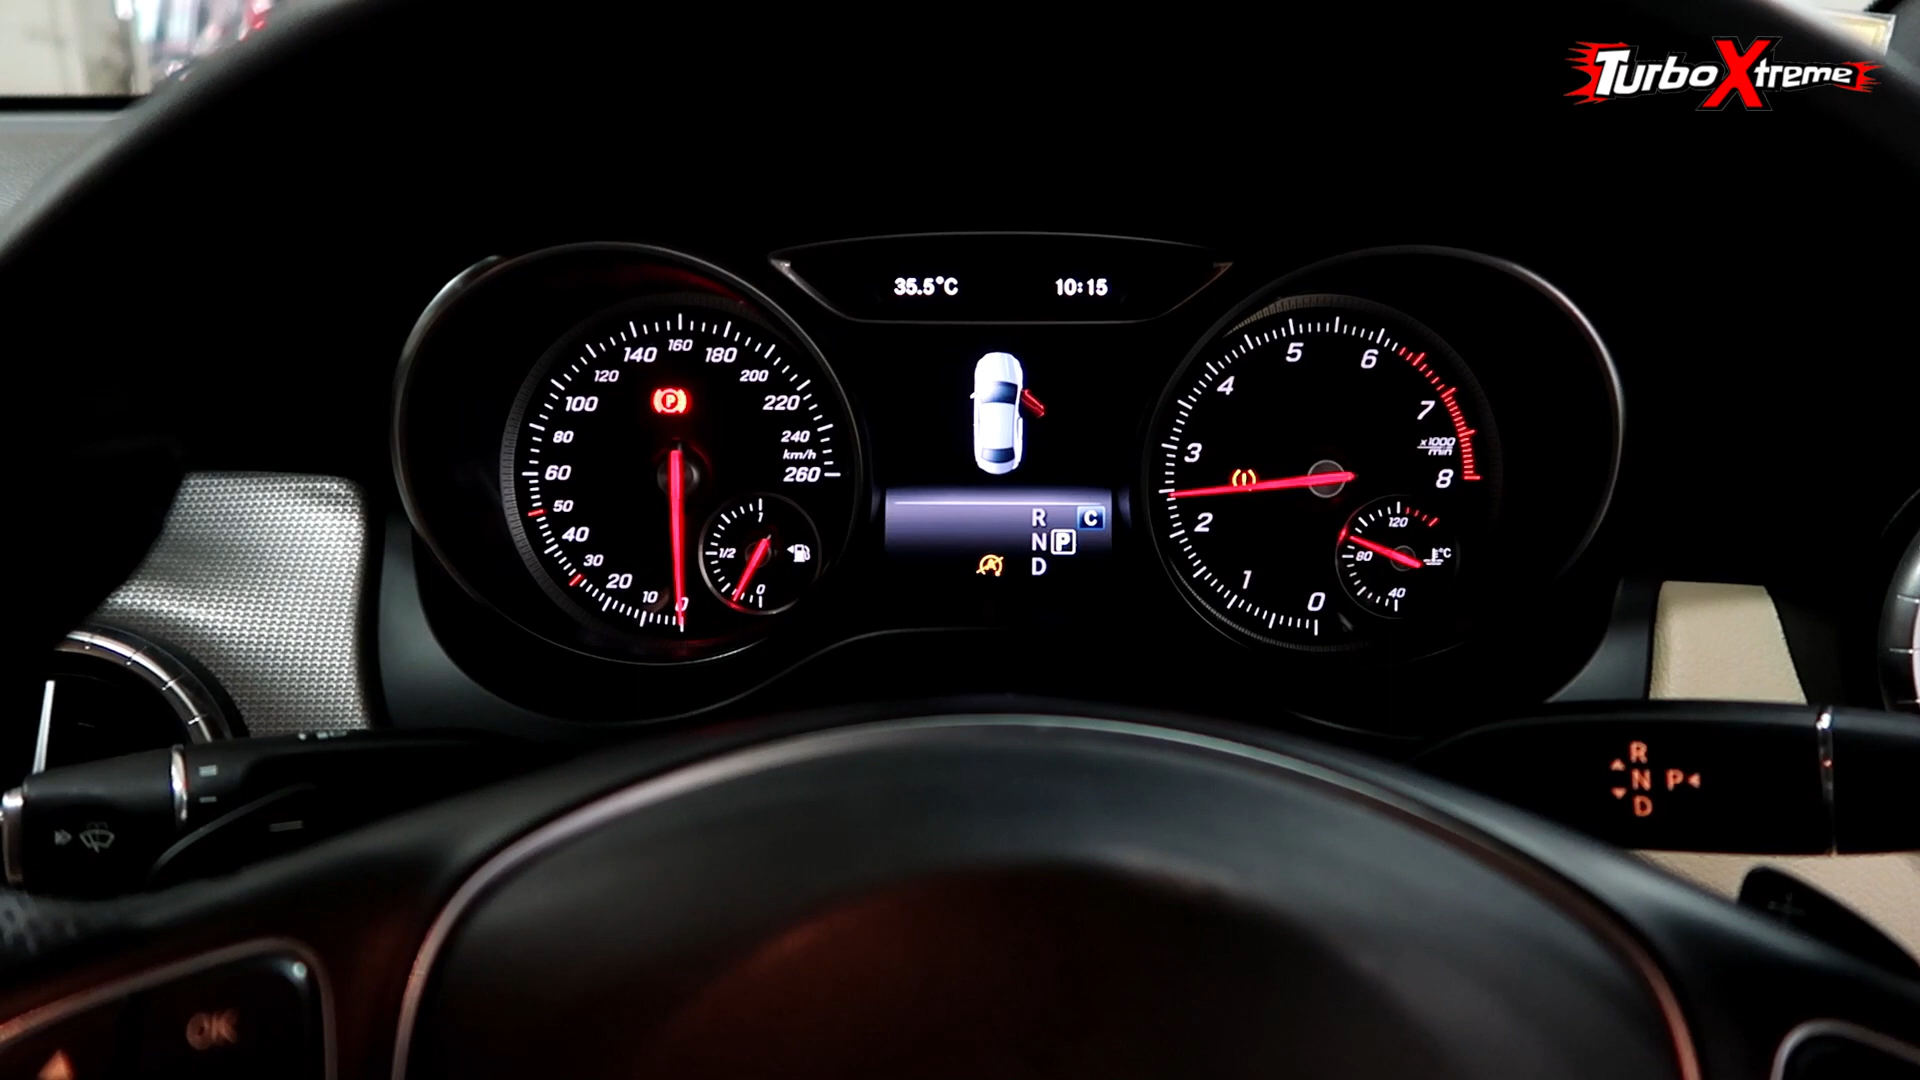 TurboXtreme
35.5°C 10:15
140 160 180
120 200
100 P 220
80 240
km/h
60 260
50
40
30
20
10 0
1
1/2
0
R C
N P
D
5 6
4 7
x1000
min
3 8
2
1 0
120
80 °C
40
R
N P
D
OK